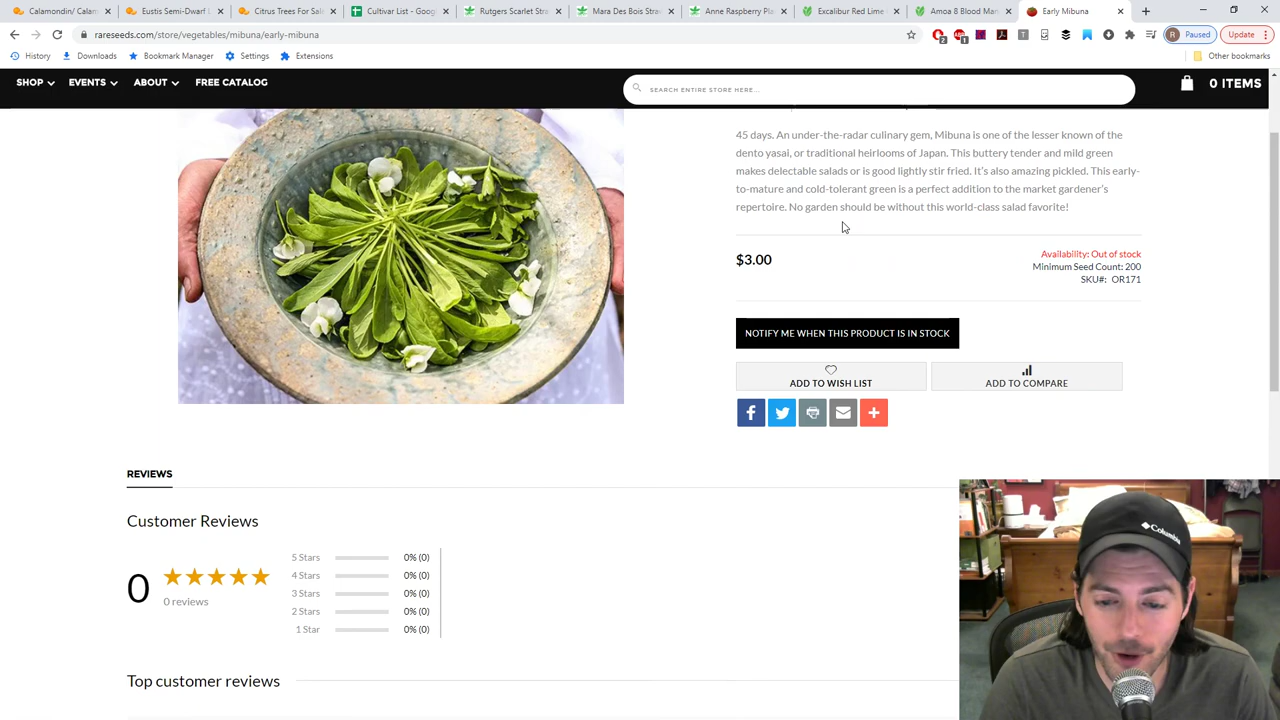 Calamondin/ Calam
Eustis Semi-Dwarf L
Citrus Trees For Sale
Cultivar List - Goog
Rutgers Scarlet Stra
Mara Des Bois Straw
Anne Raspberry Pla
Excalibur Red Lime
Amoa 8 Blood Man
Early Mibuna
rareseeds.com/store/vegetables/mibuna/early-mibuna
2
1
R Paused
Update
History
Downloads
Bookmark Manager
Settings
Extensions
Other bookmarks
SHOP
EVENTS
ABOUT
FREE CATALOG
SEARCH ENTIRE STORE HERE...
0 ITEMS
45 days. An under-the-radar culinary gem, Mibuna is one of the lesser known of the
dento yasai, or traditional heirlooms of Japan. This buttery tender and mild green
makes delectable salads or is good lightly stir fried. It's also amazing pickled. This early-
to-mature and cold-tolerant green is a perfect addition to the market gardener's
repertoire. No garden should be without this world-class salad favorite!
$3.00
Availability: Out of stock
Minimum Seed Count: 200
SKU#: OR171
NOTIFY ME WHEN THIS PRODUCT IS IN STOCK
ADD TO WISH LIST
ADD TO COMPARE
REVIEWS
Customer Reviews
0
0 reviews
5 Stars 0% (0)
4 Stars 0% (0)
3 Stars 0% (0)
2 Stars 0% (0)
1 Star 0% (0)
Top customer reviews
Columbia